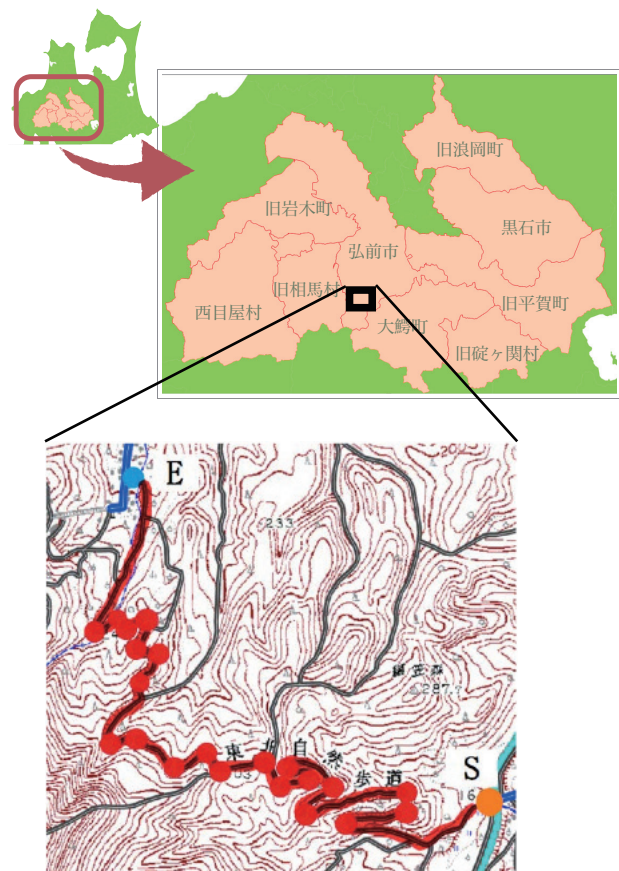 旧浪岡町
旧岩木町
黒石市
弘前市
旧相馬村
旧平賀町
西目屋村
大鰐町
旧碇ヶ関村
E
233
287.
東北自然歩道
S